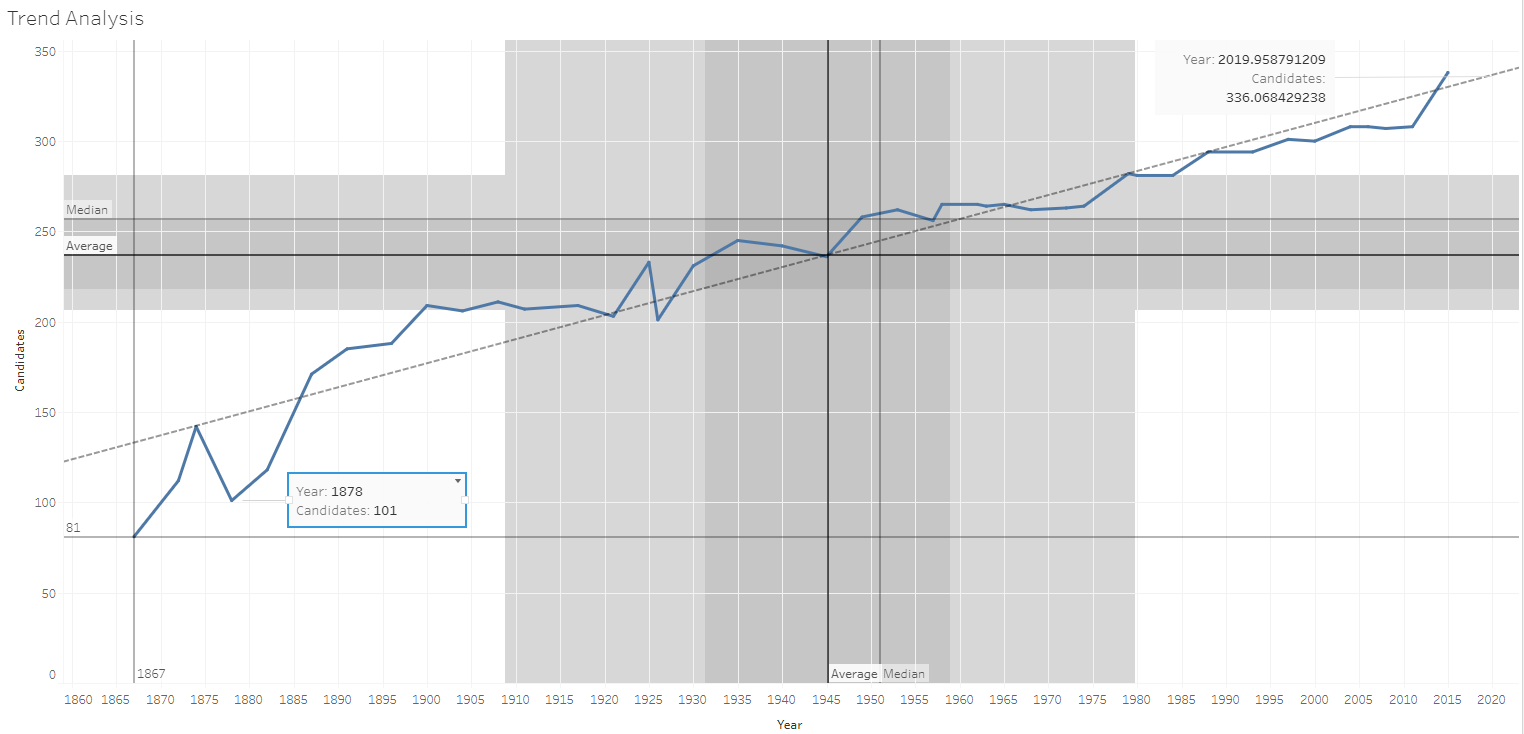 Trend Analysis
350
300
250
200
150
100
50
0
Candidates
Median
Average
81
1867
Year: 1878
Candidates: 101
Year: 2019.958791209
Candidates:
336.068429238
Average Median
1860 1865 1870 1875 1880 1885 1890 1895 1900 1905 1910 1915 1920 1925 1930 1935 1940 1945 1950 1955 1960 1965 1970 1975 1980 1985 1990 1995 2000 2005 2010 2015 2020
Year